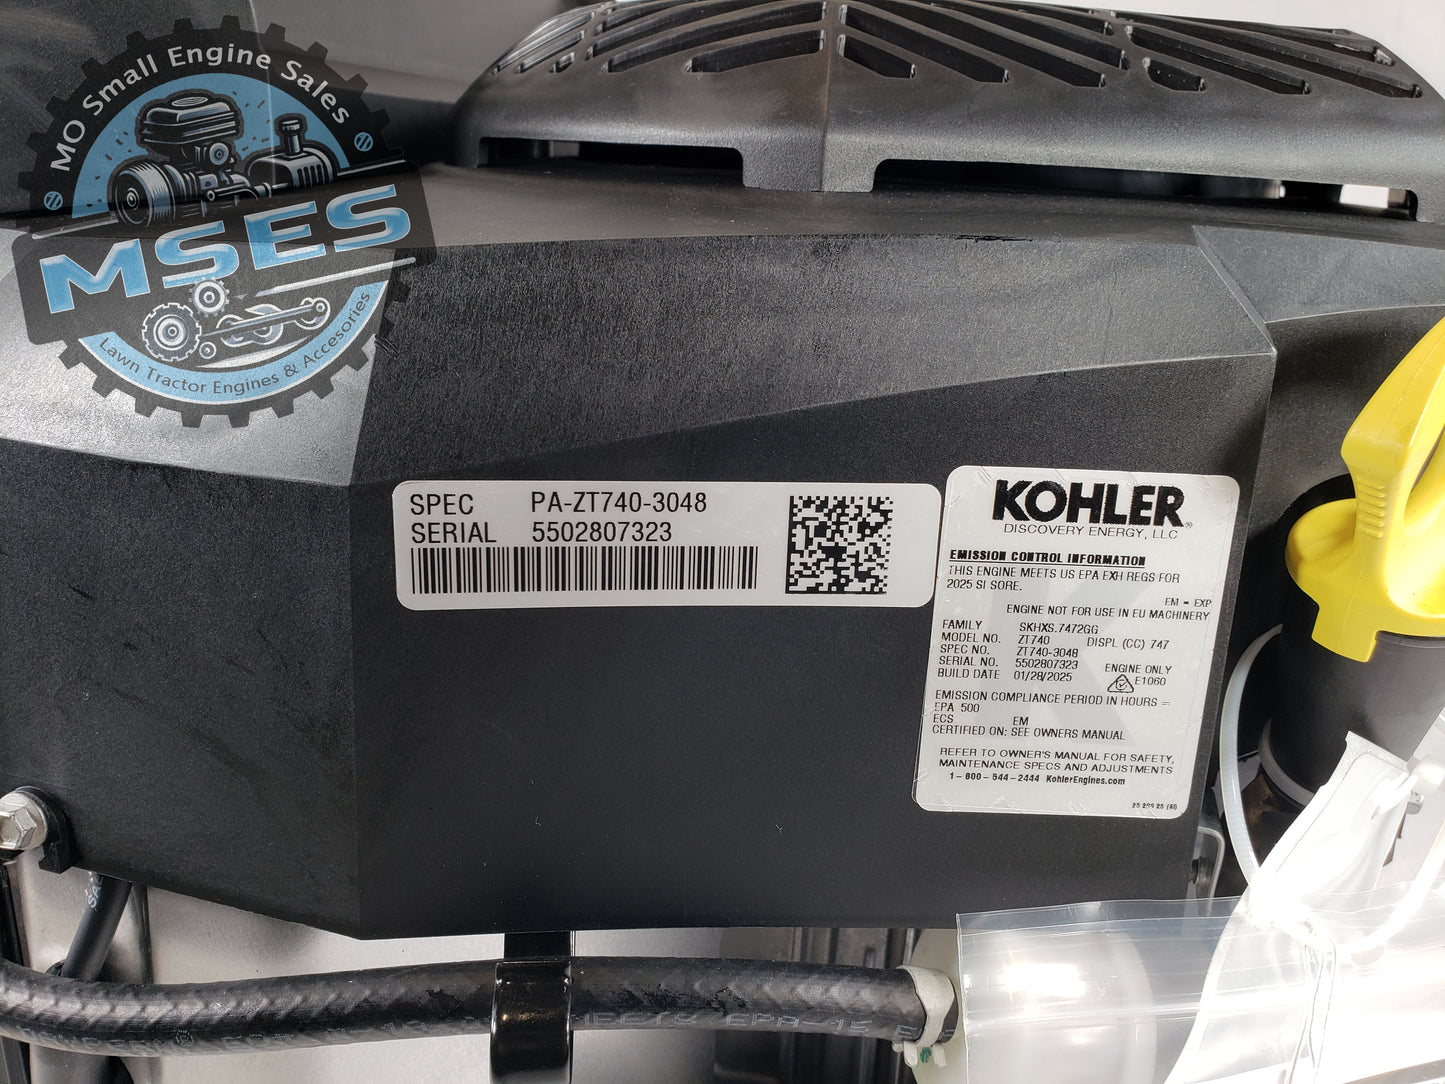 MO Small Engine Sales
MSES
Lawn Tractor Engines & Accesories
SPEC PA-ZT740-3048
SERIAL 5502807323
KOHLER
DISCOVERY ENERGY, LLC
EMISSION CONTROL INFORMATION
THIS ENGINE MEETS US EPA EXH REGS FOR
2025 SI SORE.
EM = EXP
ENGINE NOT FOR USE IN EU MACHINERY
FAMILY SKHXS.7472GG
MODEL NO. ZT740 DISPL (CC) 747
SPEC NO. ZT740-3048
SERIAL NO. 5502807323 ENGINE ONLY
BUILD DATE 01/28/2025 E1060
EMISSION COMPLIANCE PERIOD IN HOURS =
EPA 500
ECS EM
CERTIFIED ON: SEE OWNERS MANUAL
REFER TO OWNER'S MANUAL FOR SAFETY,
MAINTENANCE SPECS AND ADJUSTMENTS
1-800-544-2444 KohlerEngines.com